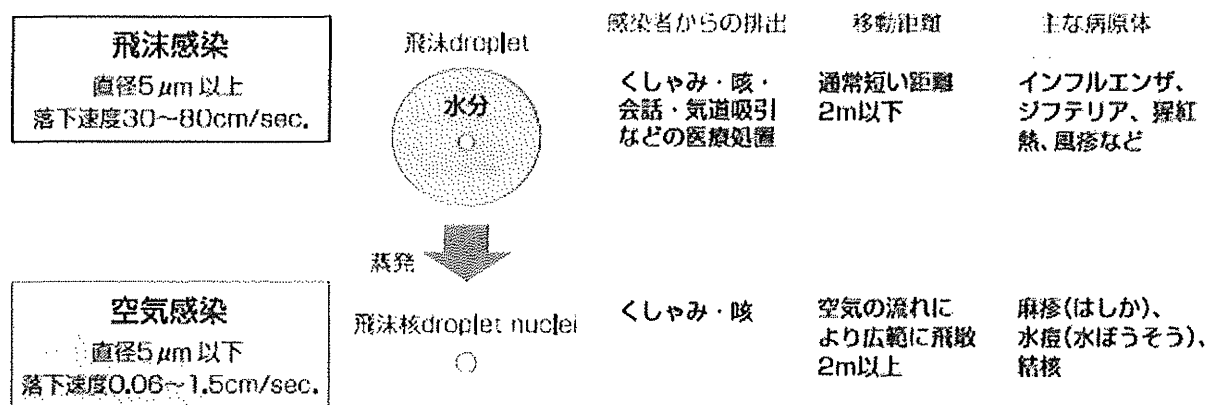 感染者からの排出 移動距離 主な病原体
飛沫感染
直径5μm以上
落下速度30〜80cm/sec.
飛沫droplet
水分
くしゃみ・咳・
会話・気道吸引
などの医療処置
通常短い距離
2m以下
インフルエンザ、
ジフテリア、猩紅
熱、風疹など
蒸発
空気感染
直径5μm以下
落下速度0.06〜1.5cm/sec.
飛沫核droplet nuclei
くしゃみ・咳
空気の流れに
より広範に飛散
2m以上
麻疹(はしか)、
水痘(水ぼうそう)、
結核